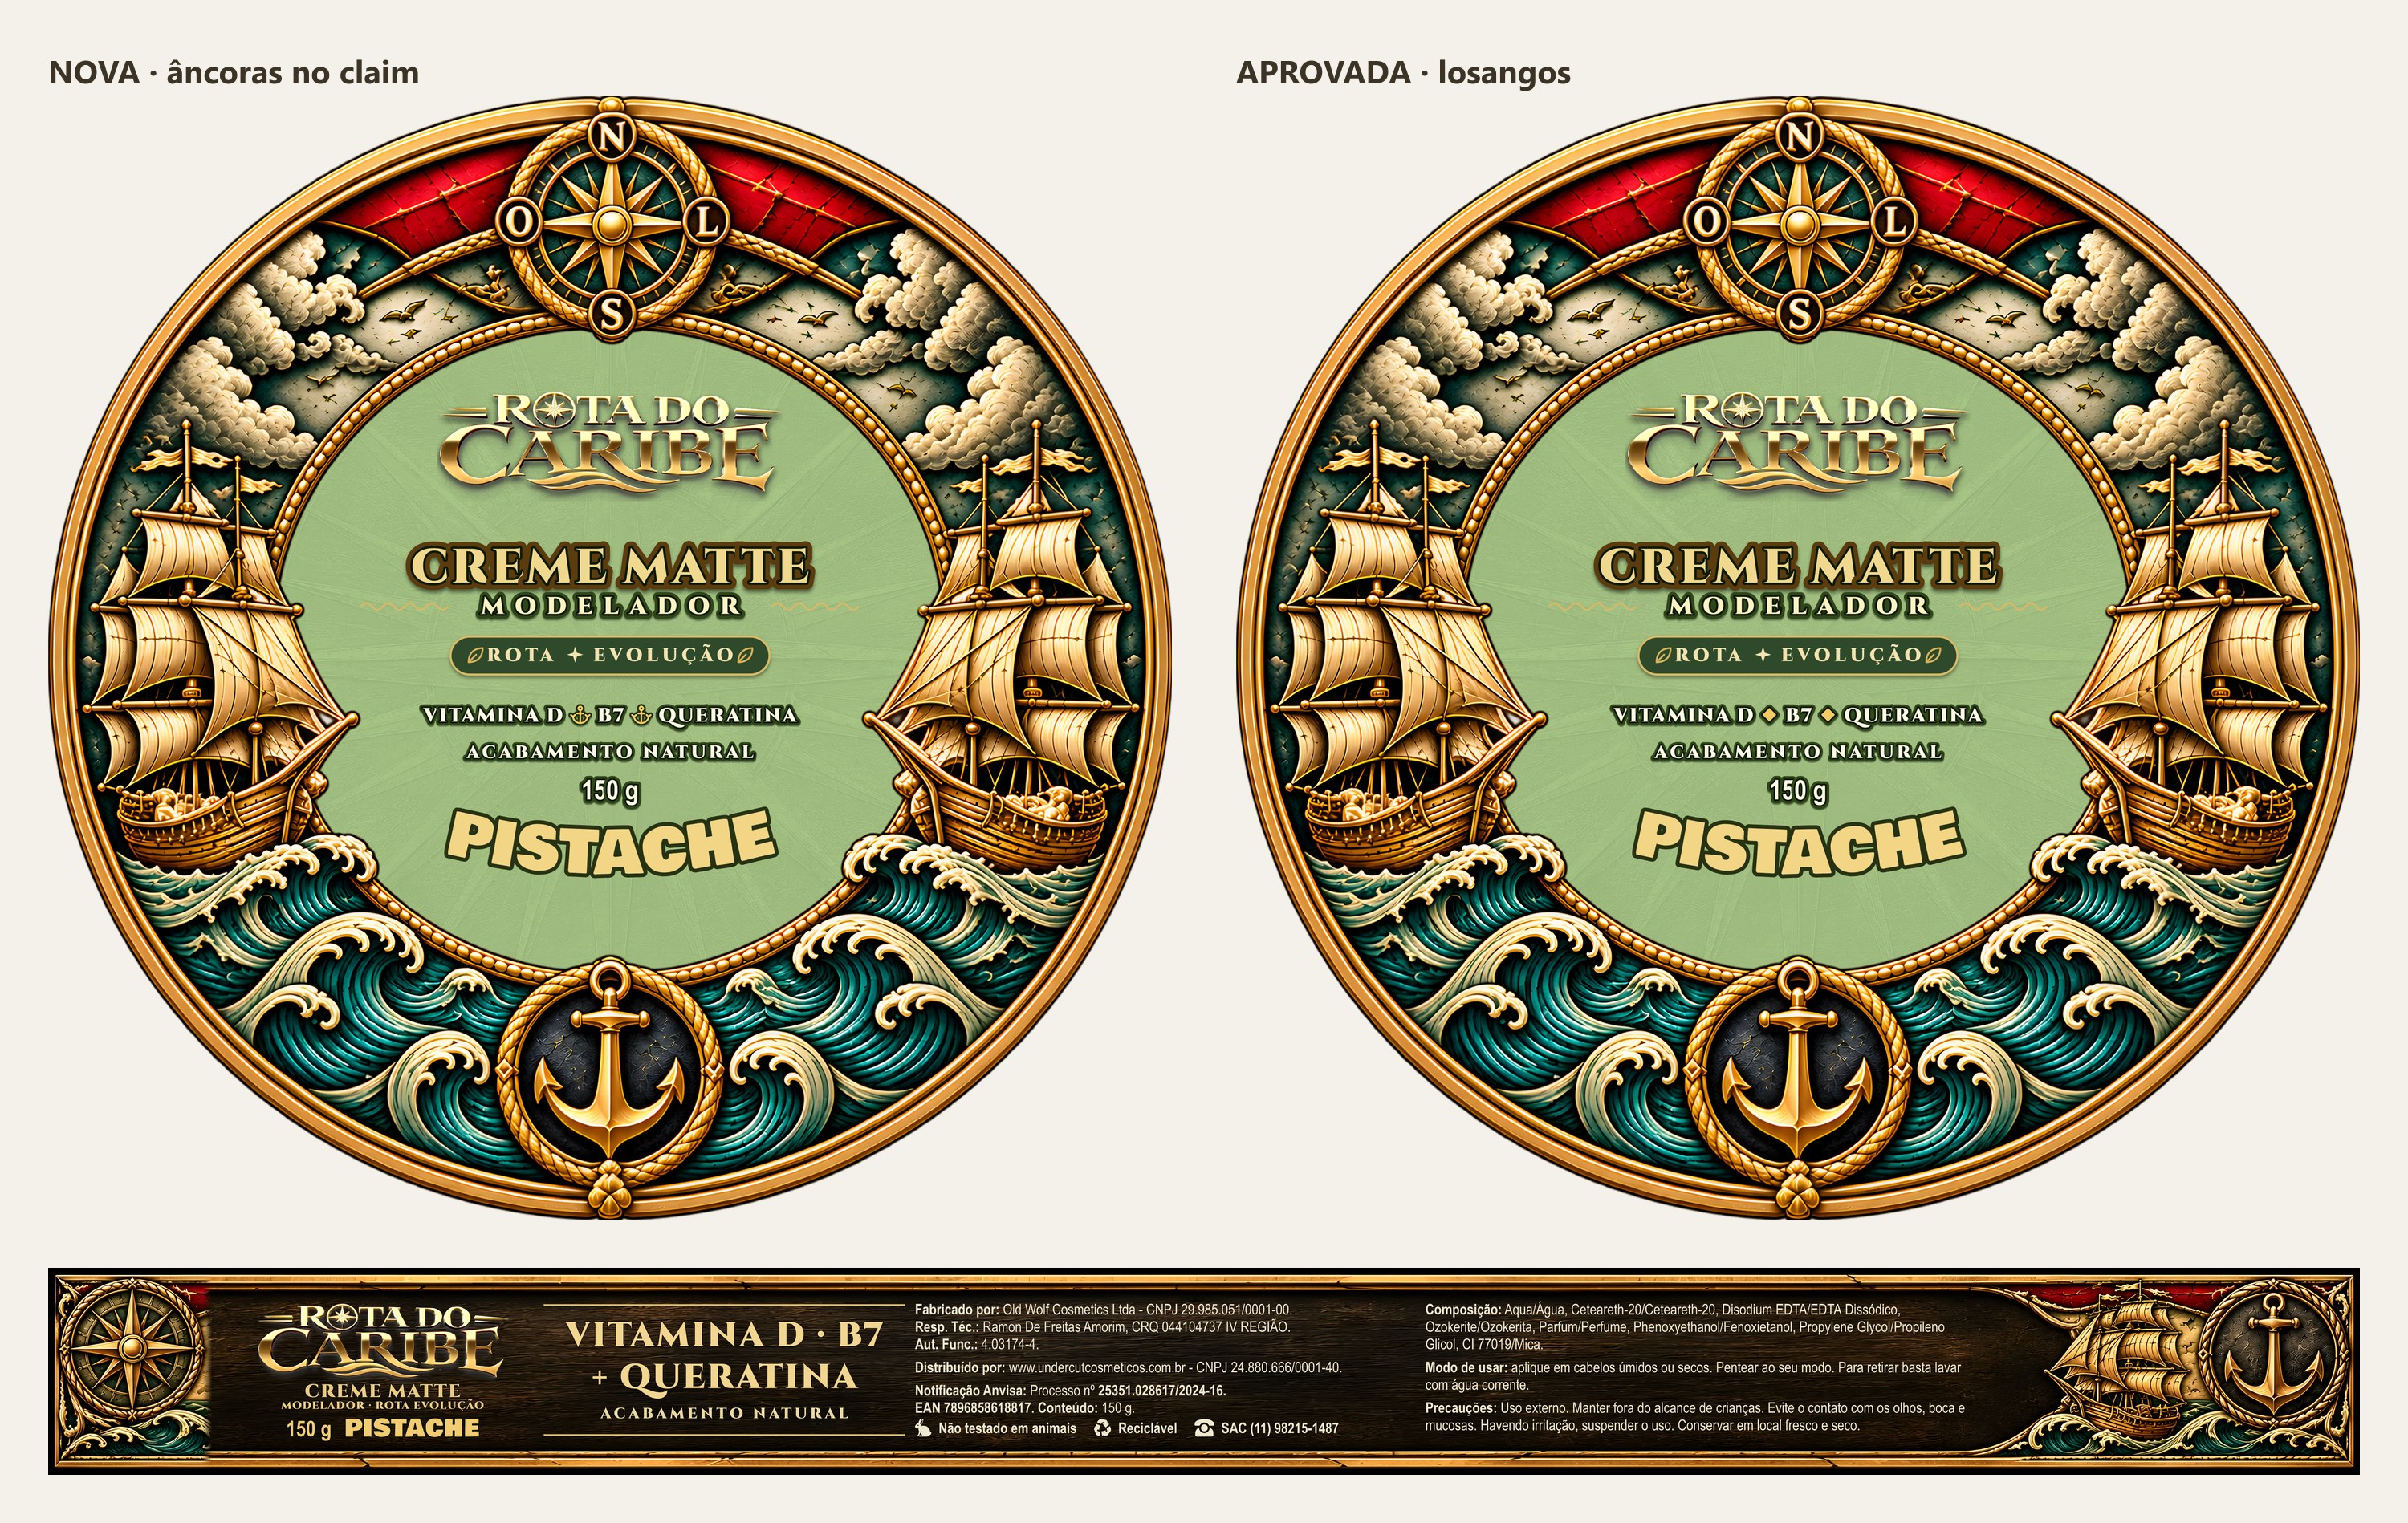 NOVA · âncoras no claim
N
O L
S
ROTA DO
CARIBE
CREME MATTE
MODELADOR
ROTA ✦ EVOLUÇÃO
VITAMINA D ⚓ B7 ⚓ QUERATINA
ACABAMENTO NATURAL
150 g
PISTACHE
APROVADA · losangos
N
O L
S
ROTA DO
CARIBE
CREME MATTE
MODELADOR
ROTA ✦ EVOLUÇÃO
VITAMINA D ◆ B7 ◆ QUERATINA
ACABAMENTO NATURAL
150 g
PISTACHE
ROTA DO
CARIBE
CREME MATTE
MODELADOR · ROTA EVOLUÇÃO
150 g PISTACHE
VITAMINA D · B7
+ QUERATINA
ACABAMENTO NATURAL
Fabricado por: Old Wolf Cosmetics Ltda - CNPJ 29.985.051/0001-00.
Resp. Téc.: Ramon De Freitas Amorim, CRQ 044104737 IV REGIÃO.
Aut. Func.: 4.03174-4.
Distribuído por: www.undercutcosmeticos.com.br - CNPJ 24.880.666/0001-40.
Notificação Anvisa: Processo nº 25351.028617/2024-16.
EAN 7896858618817. Conteúdo: 150 g.
Não testado em animais Reciclável SAC (11) 98215-1487
Composição: Aqua/Água, Ceteareth-20/Ceteareth-20, Disodium EDTA/EDTA Dissódico,
Ozokerite/Ozokerita, Parfum/Perfume, Phenoxyethanol/Fenoxietanol, Propylene Glycol/Propileno
Glicol, CI 77019/Mica.
Modo de usar: aplique em cabelos úmidos ou secos. Pentear ao seu modo. Para retirar basta lavar
com água corrente.
Precauções: Uso externo. Manter fora do alcance de crianças. Evite o contato com os olhos, boca e
mucosas. Havendo irritação, suspender o uso. Conservar em local fresco e seco.